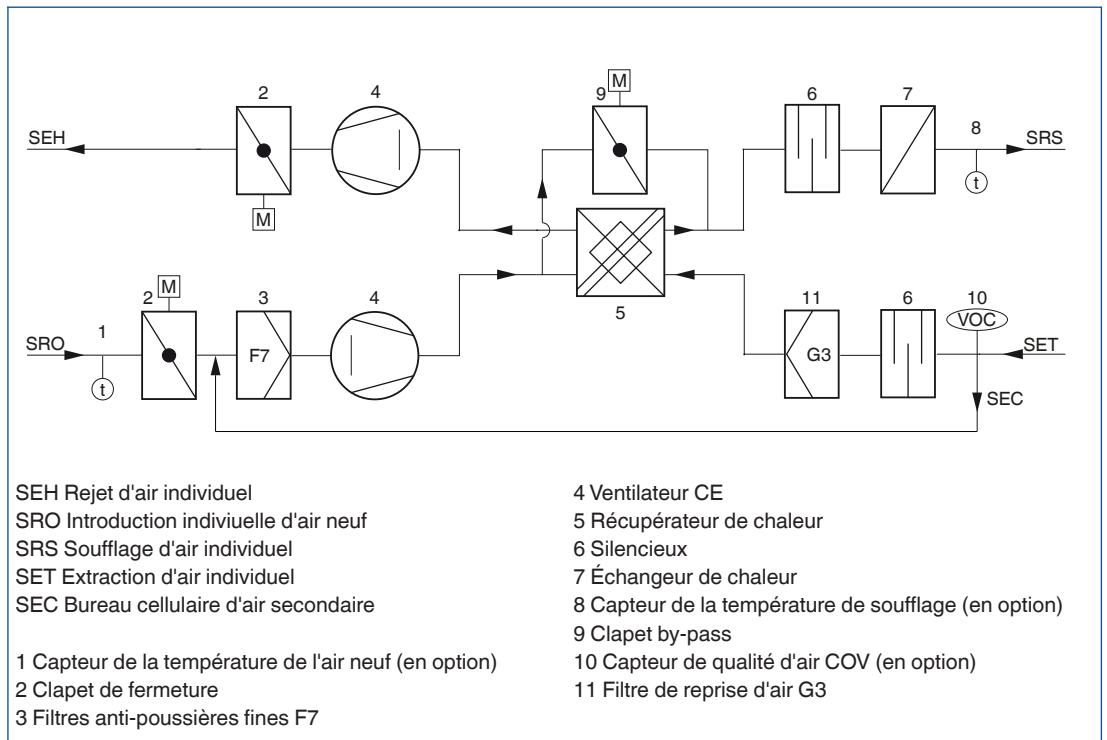 2
4
9
M
6
7
8
SEH
SRS
t
M
2
M
3
4
5
11
6
10
VOC
1
SRO
F7
G3
SET
t
SEC
SEH Rejet d'air individuel
SRO Introduction indiviuelle d'air neuf
SRS Soufflage d'air individuel
SET Extraction d'air individuel
SEC Bureau cellulaire d'air secondaire
1 Capteur de la température de l'air neuf (en option)
2 Clapet de fermeture
3 Filtres anti-poussières fines F7
4 Ventilateur CE
5 Récupérateur de chaleur
6 Silencieux
7 Échangeur de chaleur
8 Capteur de la température de soufflage (en option)
9 Clapet by-pass
10 Capteur de qualité d'air COV (en option)
11 Filtre de reprise d'air G3